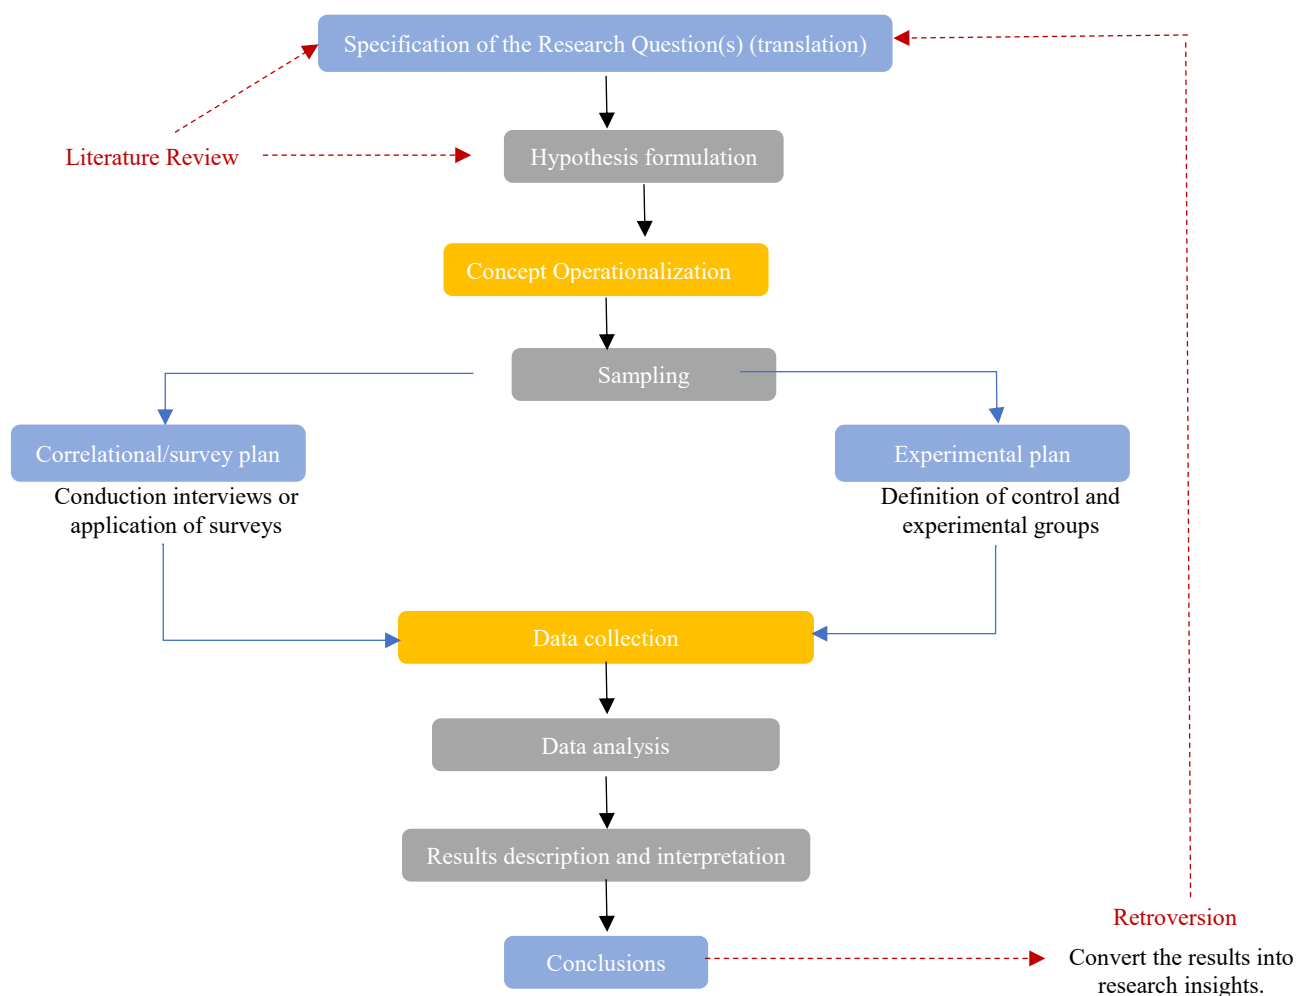 Specification of the Research Question(s) (translation)
Literature Review
Hypothesis formulation
Concept Operationalization
Sampling
Correlational/survey plan
Conduction interviews or
application of surveys
Experimental plan
Definition of control and
experimental groups
Data collection
Data analysis
Results description and interpretation
Conclusions
Retroversion
Convert the results into
research insights.